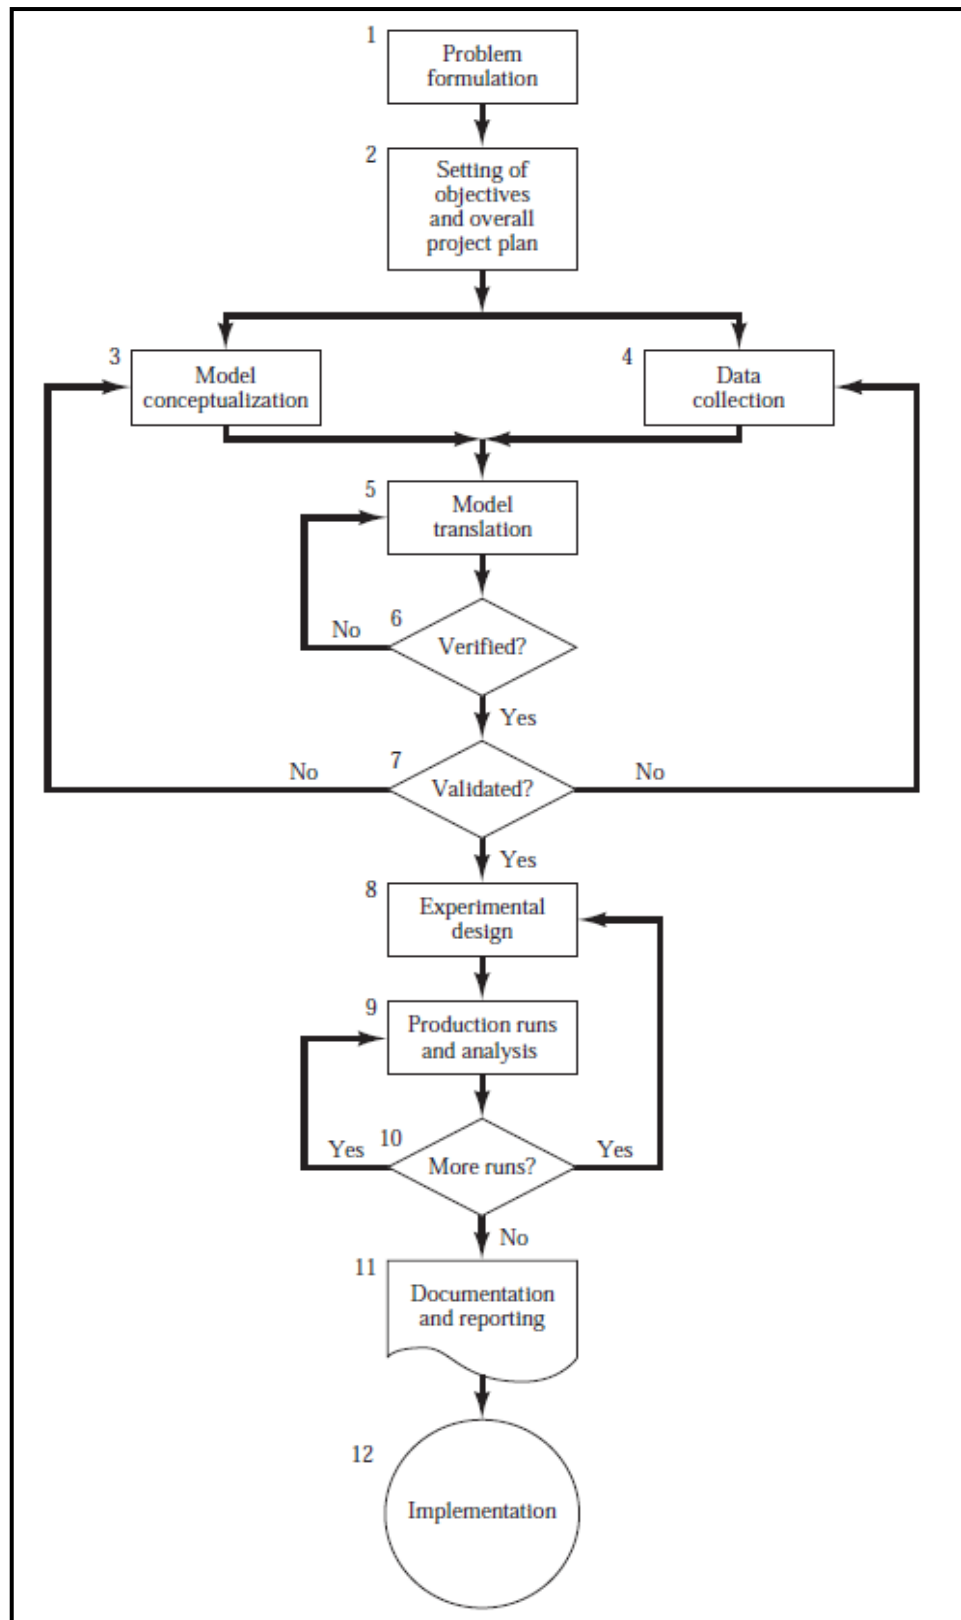 1
Problem
formulation
2
Setting of
objectives
and overall
project plan
3
Model
conceptualization
4
Data
collection
5
Model
translation
6
No
Verified?
Yes
7
No
Validated?
No
Yes
8
Experimental
design
9
Production runs
and analysis
Yes
10
More runs?
Yes
No
11
Documentation
and reporting
12
Implementation